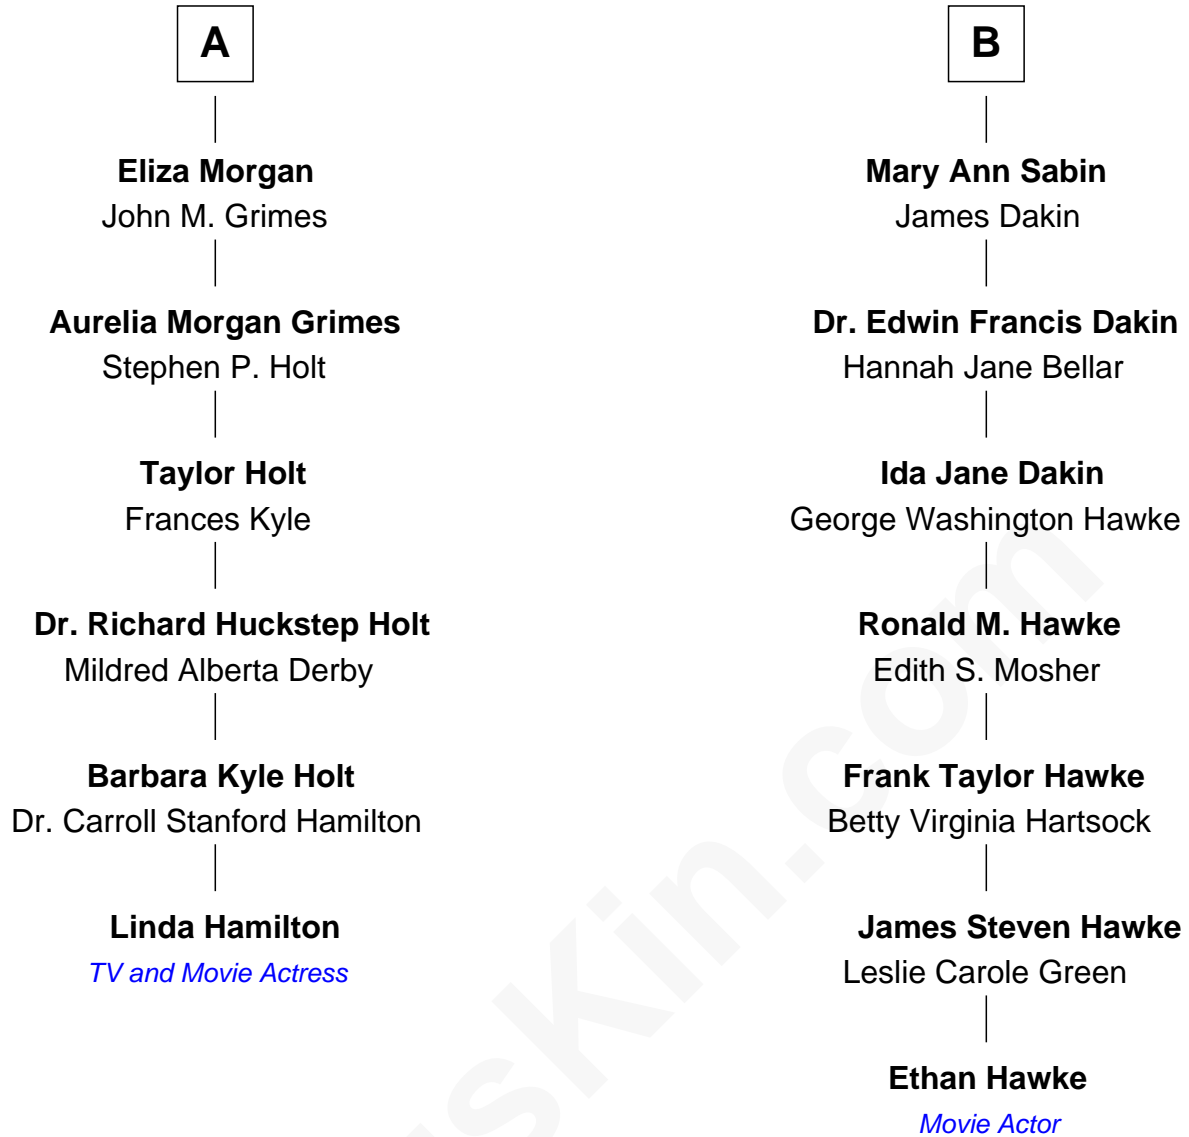 A
Eliza Morgan
John M. Grimes
Aurelia Morgan Grimes
Stephen P. Holt
Taylor Holt
Frances Kyle
Dr. Richard Huckstep Holt
Mildred Alberta Derby
Barbara Kyle Holt
Dr. Carroll Stanford Hamilton
Linda Hamilton
TV and Movie Actress
B
Mary Ann Sabin
James Dakin
Dr. Edwin Francis Dakin
Hannah Jane Bellar
Ida Jane Dakin
George Washington Hawke
Ronald M. Hawke
Edith S. Mosher
Frank Taylor Hawke
Betty Virginia Hartsock
James Steven Hawke
Leslie Carole Green
Ethan Hawke
Movie Actor
usKin.com